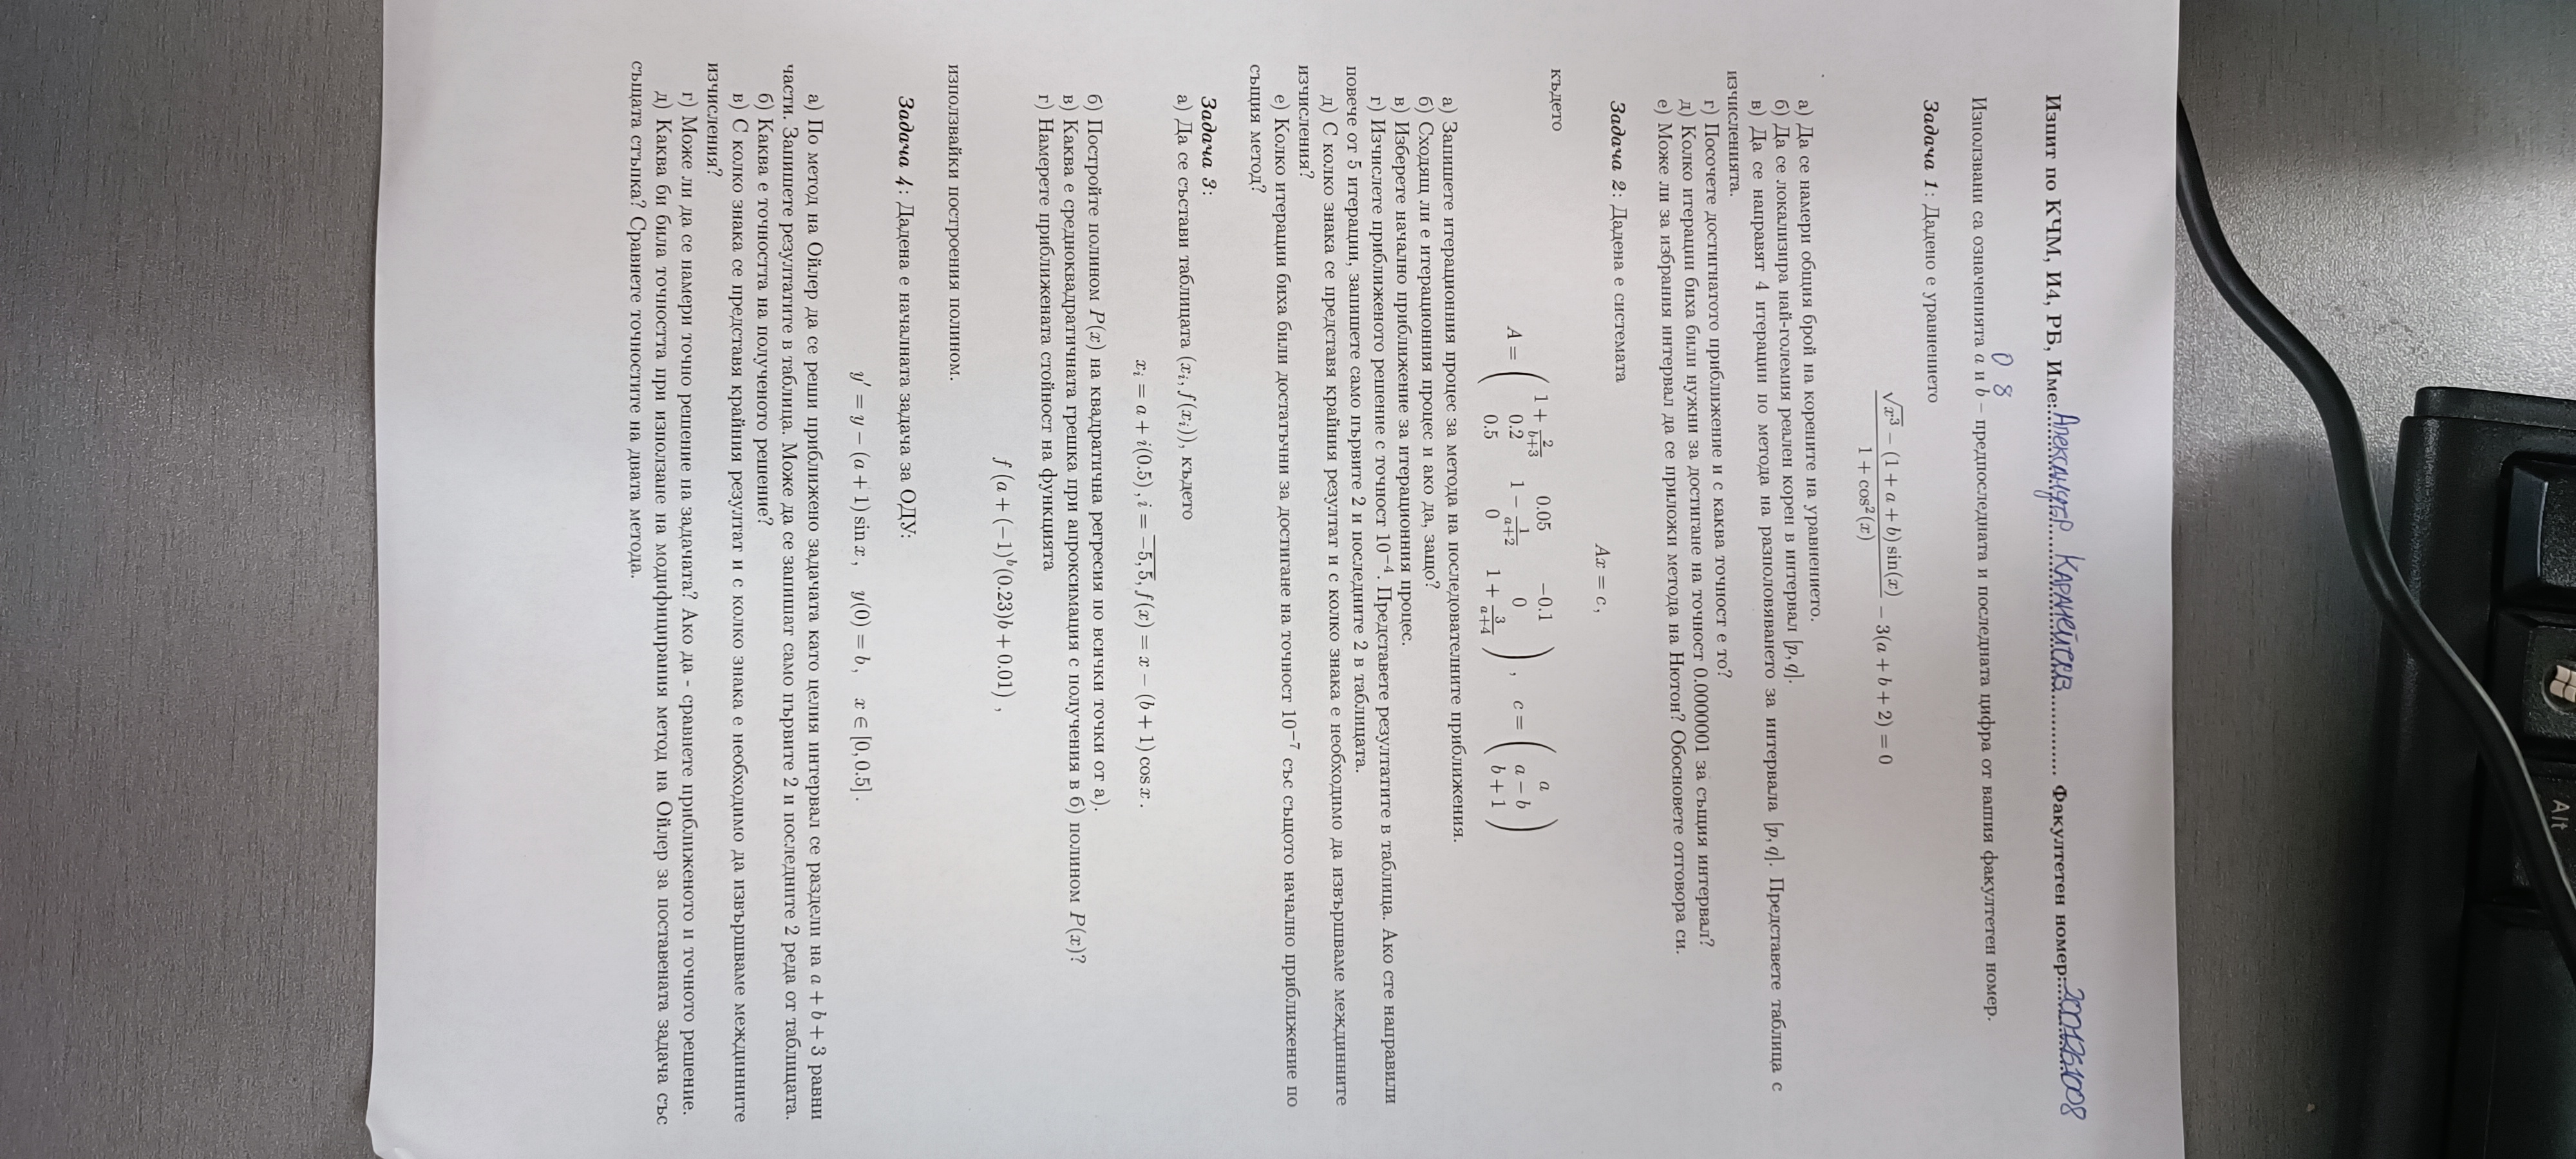 Alt
Изпит по КЧМ, И4, РБ, Име: Александър Факултетен номер: 2001261008
0 8
Използвани са означенията a и b – предпоследната и последната цифра от вашия факултетен номер.
Задача 1: Дадено е уравнението
\frac{\sqrt{x^3} - (1 + a + b)\sin(x)}{1 + \cos^2(x)} - 3(a + b + 2) = 0
а) Да се намери общия брой на корените на уравнението.
б) Да се локализира най-големия реален корен в интервал [p, q].
в) Да се направят 4 итерации по метода на разполовяването за интервала [p, q]. Представете таблица с
изчисленията.
г) Посочете достигнатото приближение и с каква точност е то?
д) Колко итерации биха били нужни за достигане на точност 0.0000001 за същия интервал?
е) Може ли за избрания интервал да се приложи метода на Нютон? Обосновете отговора си.
Задача 2: Дадена е системата
Ax = c,
където
A = \begin{pmatrix} 1 + \frac{2}{b+3} & 0.05 & -0.1 \\ 0.2 & 1 - \frac{1}{a+2} & 0 \\ 0.5 & 0 & 1 + \frac{3}{a+4} \end{pmatrix}, c = \begin{pmatrix} a \\ a - b \\ b + 1 \end{pmatrix}
а) Запишете итерационния процес за метода на последователните приближения.
б) Сходящ ли е итерационния процес и ако да, защо?
в) Изберете начално приближение за итерационния процес.
г) Изчислете приближеното решение с точност 10^{-4}. Представете резултатите в таблица. Ако сте направили
повече от 5 итерации, запишете само първите 2 и последните 2 в таблицата.
д) С колко знака се представя крайния резултат и с колко знака е необходимо да извършваме междинните
изчисления?
е) Колко итерации биха били достатъчни за достигане на точност 10^{-7} със същото начално приближение по
същия метод?
Задача 3:
а) Да се състави таблицата (x_i, f(x_i)), където
x_i = a + i(0.5), i = \overline{-5, 5}, f(x) = x - (b + 1) cos x.
б) Постройте полином P(x) на квадратична регресия по всички точки от а).
в) Каква е средноквадратичната грешка при апроксимация с получения в б) полином P(x)?
г) Намерете приближената стойност на функцията
f (a + (-1)^b(0.23)b + 0.01) ,
използвайки построения полином.
Задача 4: Дадена е началната задача за ОДУ:
y' = y - (a + 1) sin x, y(0) = b, x ∈ [0, 0.5].
а) По метод на Ойлер да се реши приближено задачата като целия интервал се раздели на a + b + 3 равни
части. Запишете резултатите в таблица. Може да се запишат само първите 2 и последните 2 реда от таблицата.
б) Каква е точността на полученото решение?
в) С колко знака се представя крайния резултат и с колко знака е необходимо да извършваме междинните
изчисления?
г) Може ли да се намери точно решение на задачата? Ако да - сравнете приближеното и точното решение.
д) Каква би била точността при използане на модифицирания метод на Ойлер за поставената задача със
същата стъпка? Сравнете точностите на двата метода.